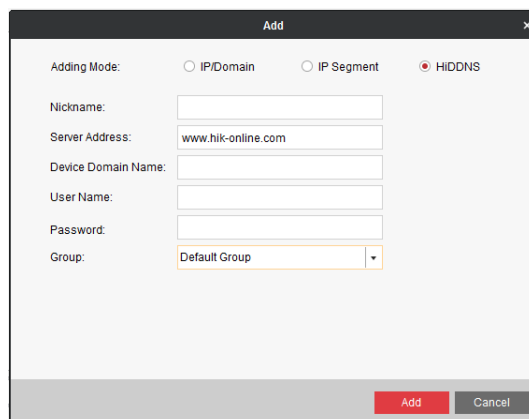 Add
Adding Mode: IP/Domain IP Segment HiDDNS
Nickname:
Server Address: www.hik-online.com
Device Domain Name:
User Name:
Password:
Group: Default Group
Add Cancel